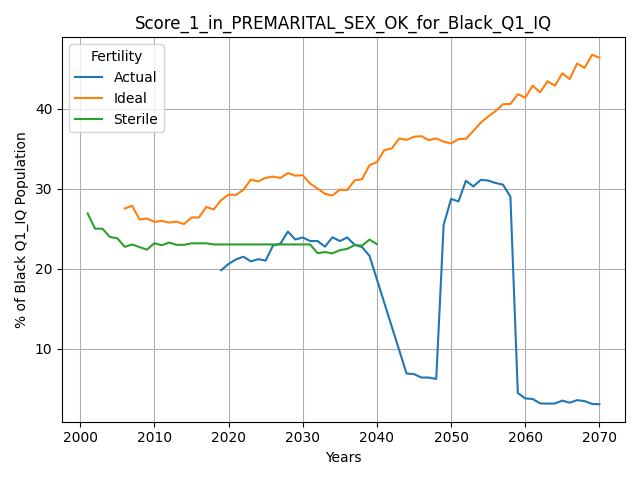 Score_1_in_PREMARITAL_SEX_OK_for_Black_Q1_IQ
Fertility
Actual
Ideal
Sterile
% of Black Q1_IQ Population
40
30
20
10
2000 2010 2020 2030 2040 2050 2060 2070
Years